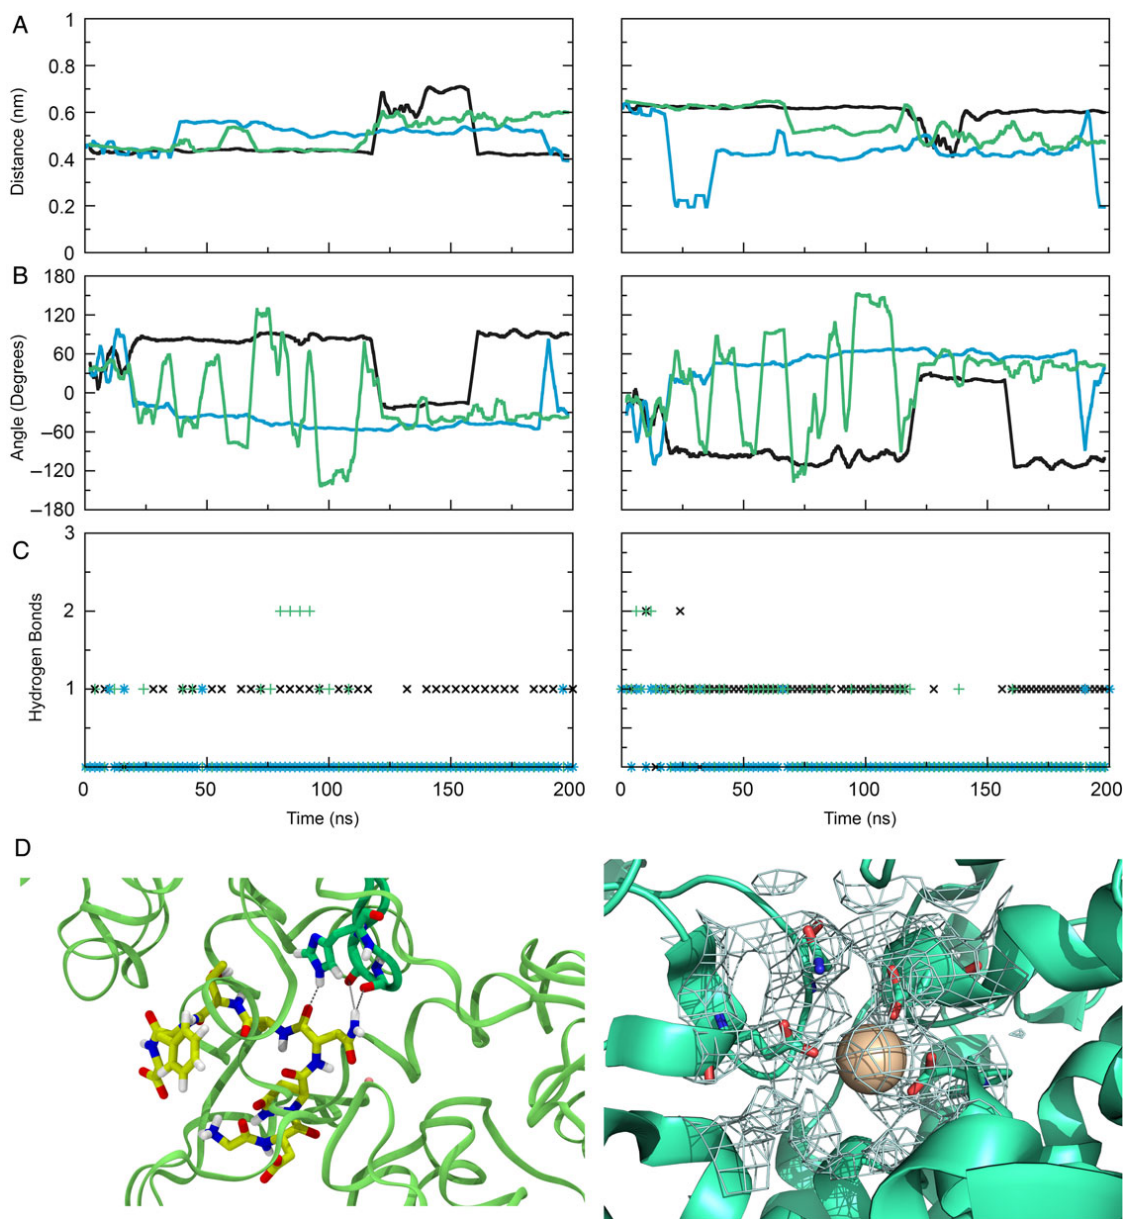 A
Distance (nm)
1
0.8
0.6
0.4
0.2
0
B
Angle (Degrees)
180
120
60
0
−60
−120
−180
C
Hydrogen Bonds
3
2
1
0 50 100 150 200
0 50 100 150 200
Time (ns)
Time (ns)
D